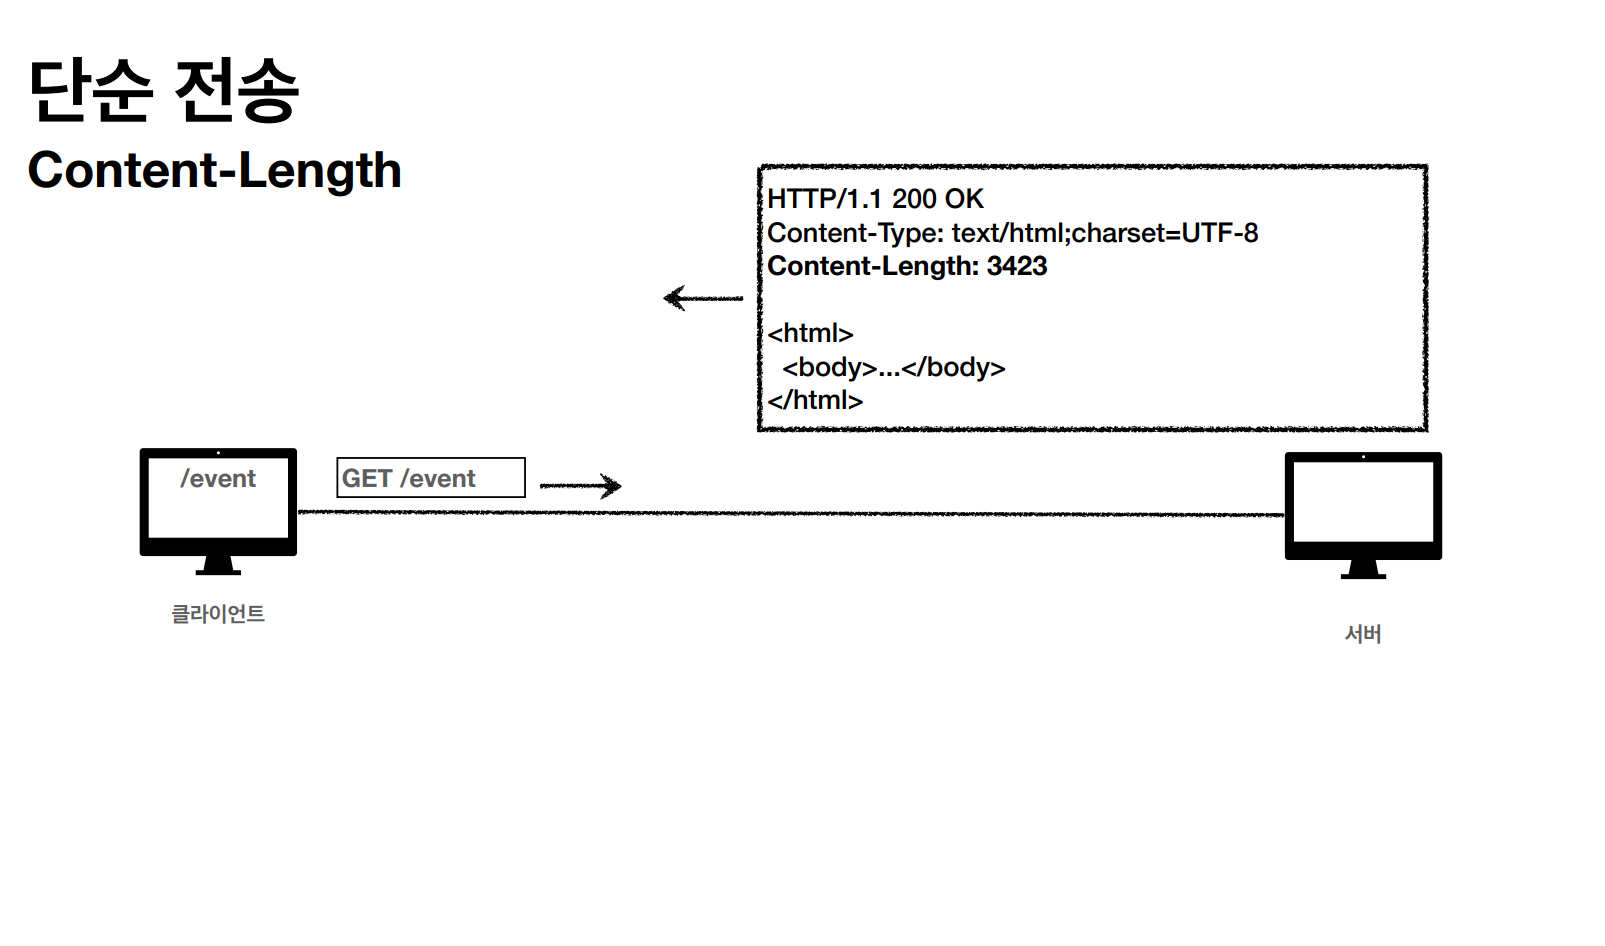 단순 전송
Content-Length
HTTP/1.1 200 OK
Content-Type: text/html;charset=UTF-8
Content-Length: 3423
<html>
<body>...</body>
</html>
/event
GET /event
클라이언트
서버